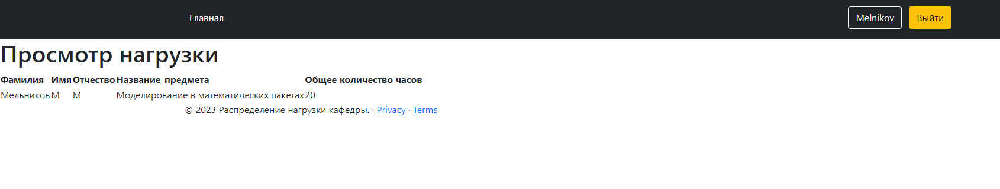 Главная Melnikov Выйти
Просмотр нагрузки
Фамилия Имя Отчество Название_предмета Общее количество часов
Мельников М М Моделирование в математических пакетах 20
© 2023 Распределение нагрузки кафедры. · Privacy · Terms